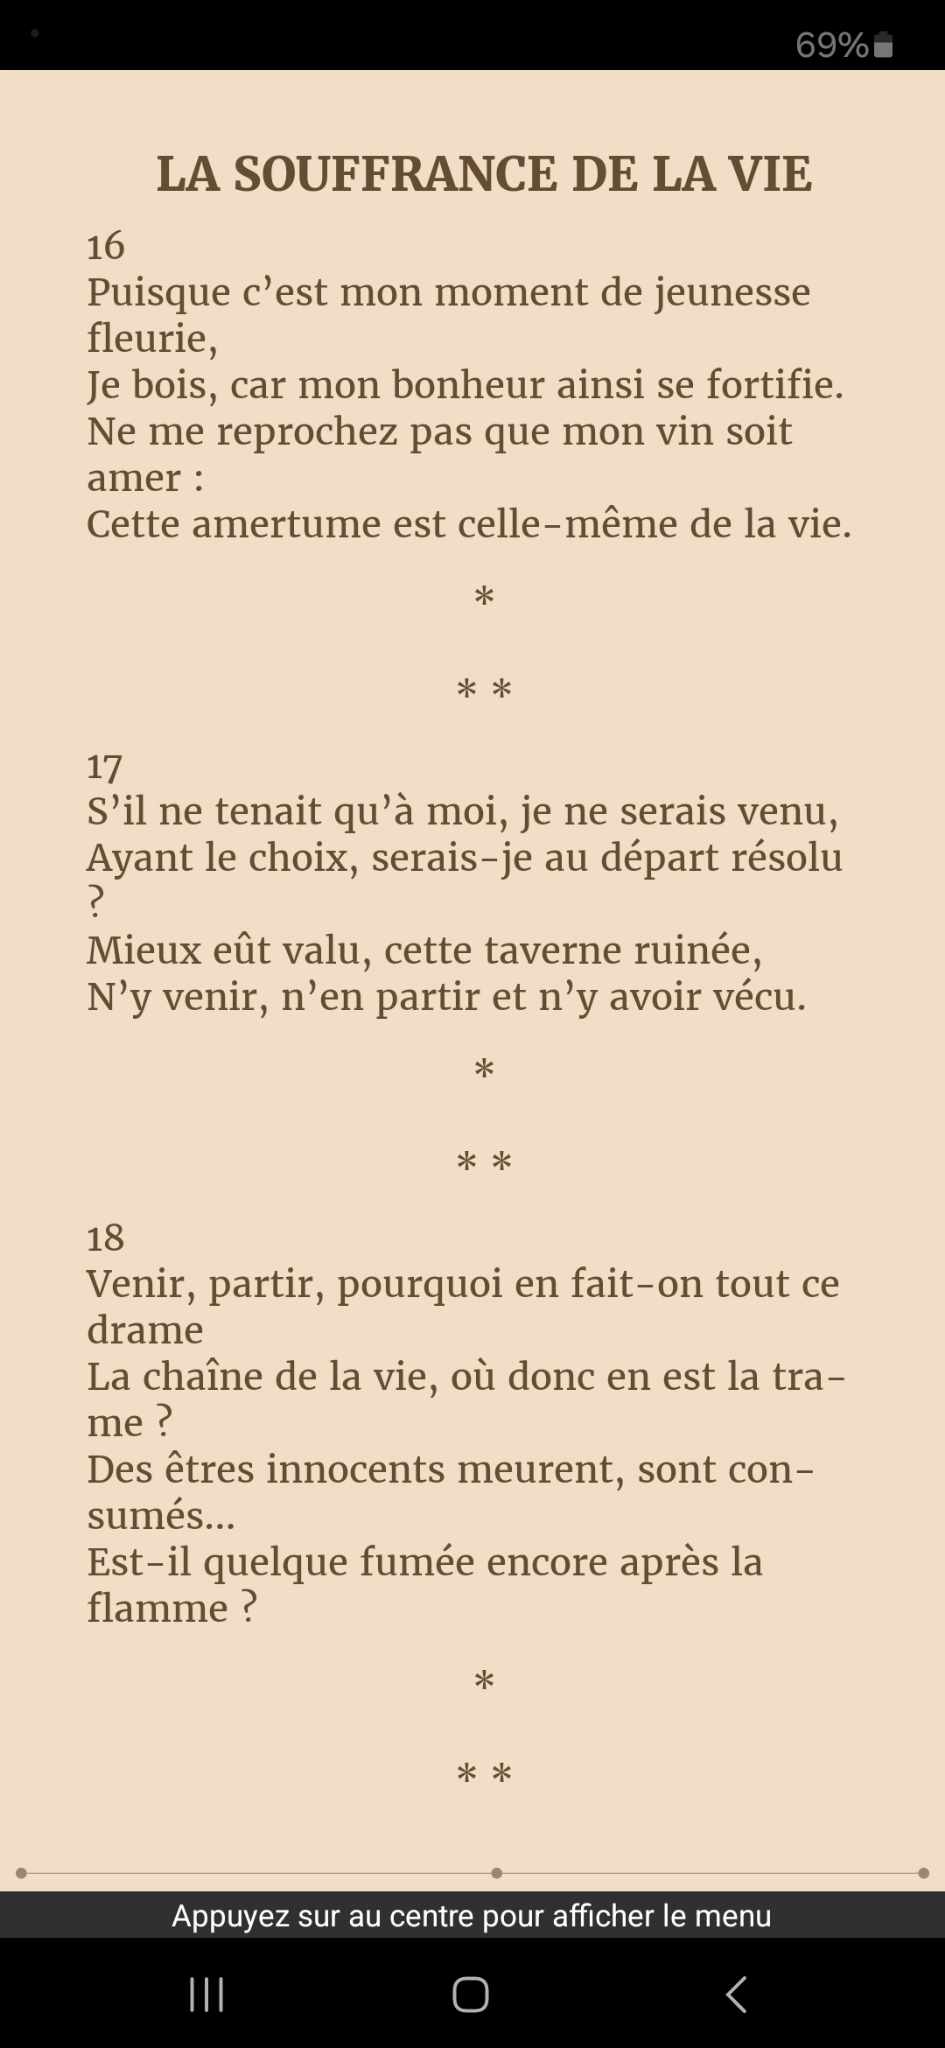 69%
LA SOUFFRANCE DE LA VIE
16
Puisque c’est mon moment de jeunesse
fleurie,
Je bois, car mon bonheur ainsi se fortifie.
Ne me reprochez pas que mon vin soit
amer :
Cette amertume est celle-même de la vie.
*
* *
17
S’il ne tenait qu’à moi, je ne serais venu,
Ayant le choix, serais-je au départ résolu
?
Mieux eût valu, cette taverne ruinée,
N’y venir, n’en partir et n’y avoir vécu.
*
* *
18
Venir, partir, pourquoi en fait-on tout ce
drame
La chaîne de la vie, où donc en est la tra-
me ?
Des êtres innocents meurent, sont con-
sumés...
Est-il quelque fumée encore après la
flamme ?
*
* *
Appuyez sur au centre pour afficher le menu